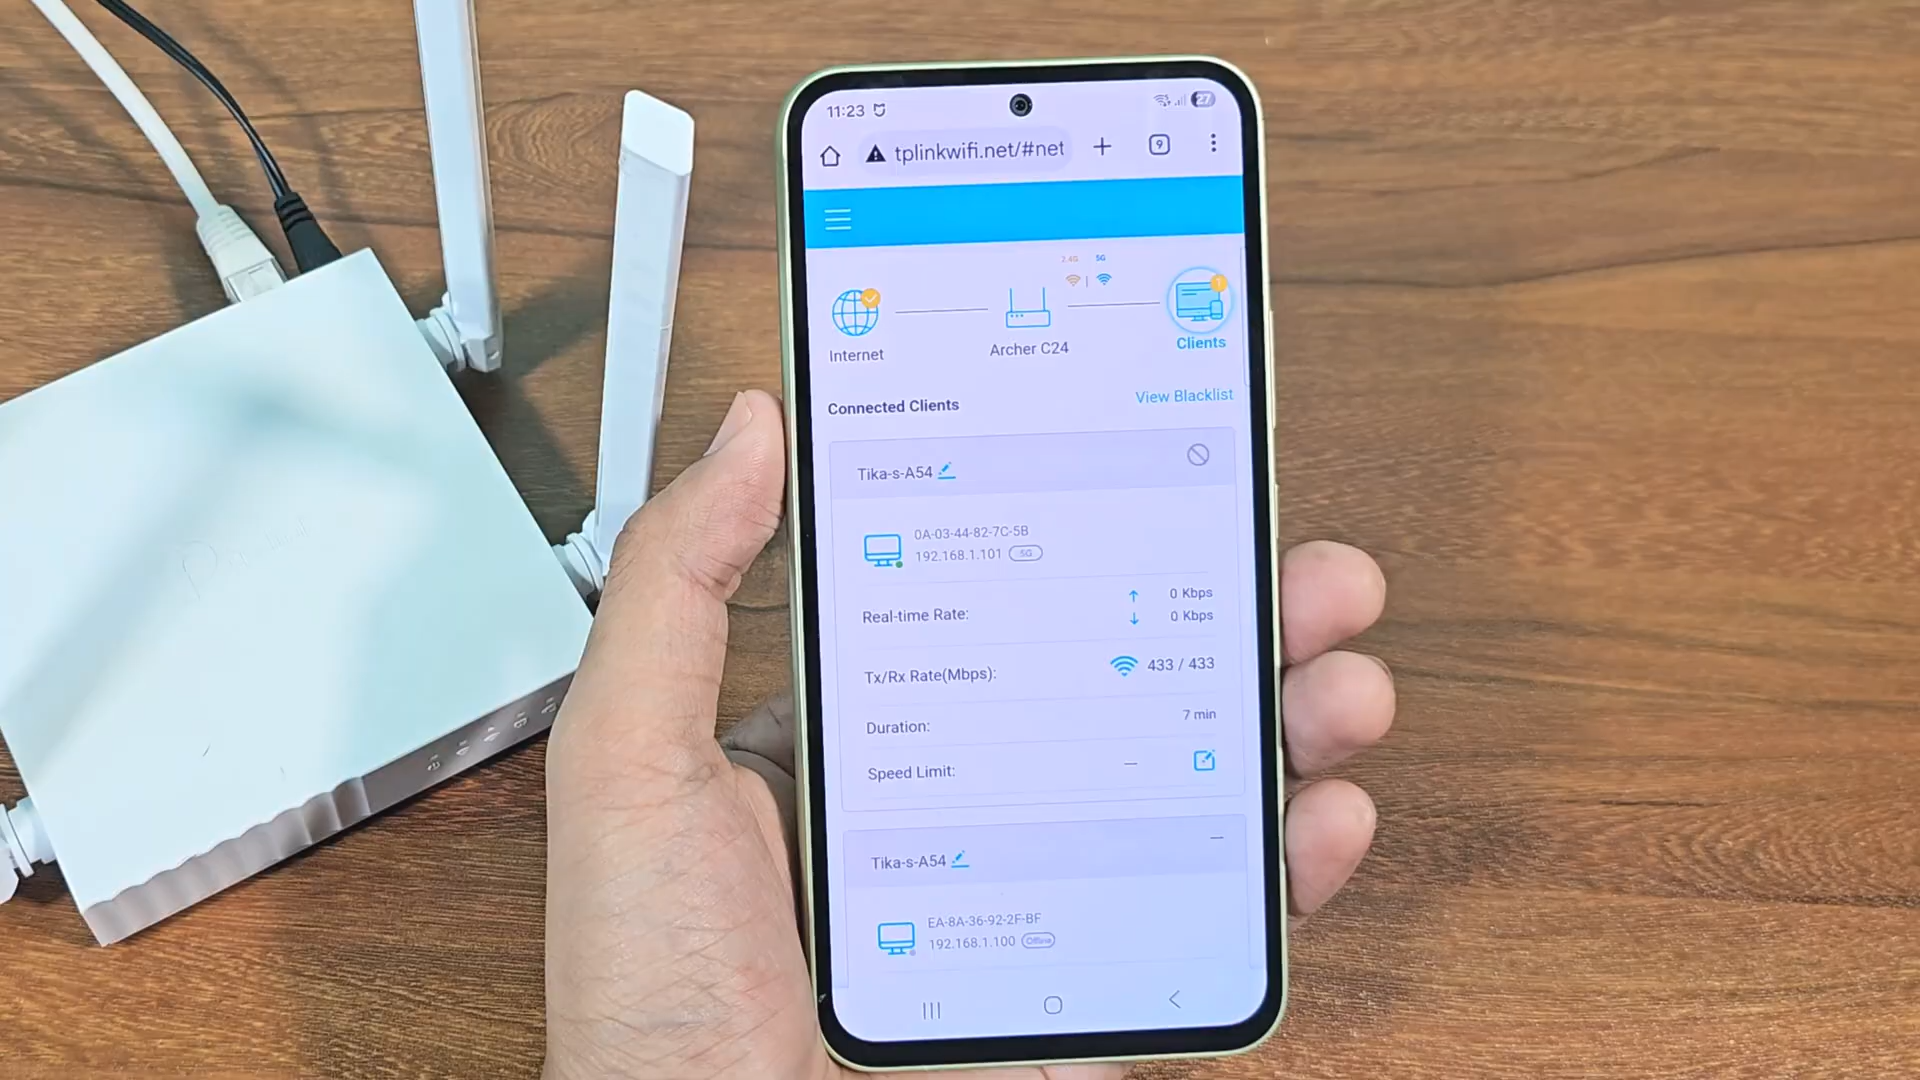 11:23
27
tplinkwifi.net/#net
9
2.4G 5G
1
Internet
Archer C24
Clients
Connected Clients
View Blacklist
Tika-s-A54
0A-03-44-82-7C-5B
192.168.1.101 5G
Real-time Rate:
0 Kbps
0 Kbps
Tx/Rx Rate(Mbps):
433 / 433
Duration:
7 min
Speed Limit:
Tika-s-A54
EA-8A-36-92-2F-BF
192.168.1.100 Offline